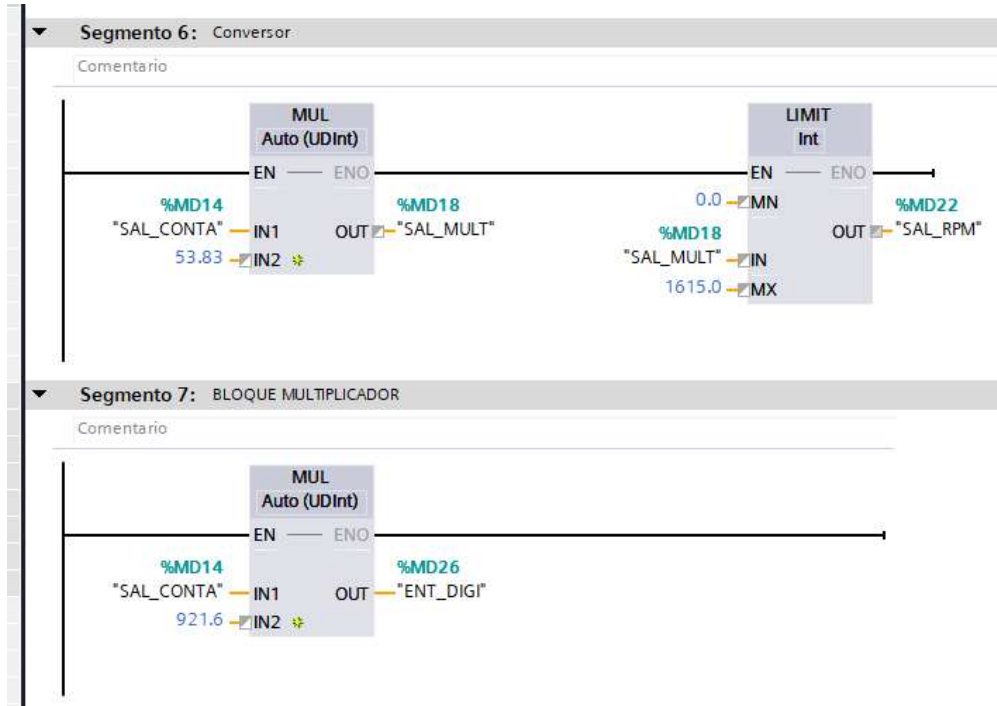 Segmento 6: Conversor
Comentario
MUL
Auto (UDInt)
EN ENO
%MD14
"SAL_CONTA" IN1
53.83 IN2
%MD18
OUT "SAL_MULT"
LIMIT
Int
EN ENO
0.0 MN
%MD18
"SAL_MULT" IN
1615.0 MX
%MD22
OUT "SAL_RPM"
Segmento 7: BLOQUE MULTIPLICADOR
Comentario
MUL
Auto (UDInt)
EN ENO
%MD14
"SAL_CONTA" IN1
921.6 IN2
%MD26
OUT "ENT_DIGI"